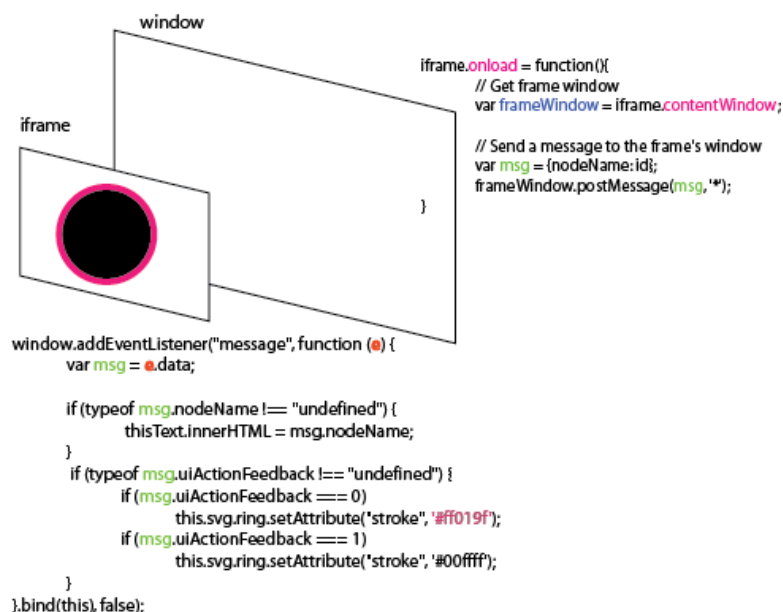 window
iframe
iframe.onload = function(){
// Get frame window
var frameWindow = iframe.contentWindow;
// Send a message to the frame's window
var msg = {nodeName: id};
frameWindow.postMessage(msg, '*');
}
window.addEventListener("message", function (e) {
var msg = e.data;
if (typeof msg.nodeName !== "undefined") {
thisText.innerHTML = msg.nodeName;
}
if (typeof msg.uiActionFeedback !== "undefined") {
if (msg.uiActionFeedback === 0)
this.svg.ring.setAttribute("stroke", '#ff019f');
if (msg.uiActionFeedback === 1)
this.svg.ring.setAttribute("stroke", '#00ffff');
}
}.bind(this), false);